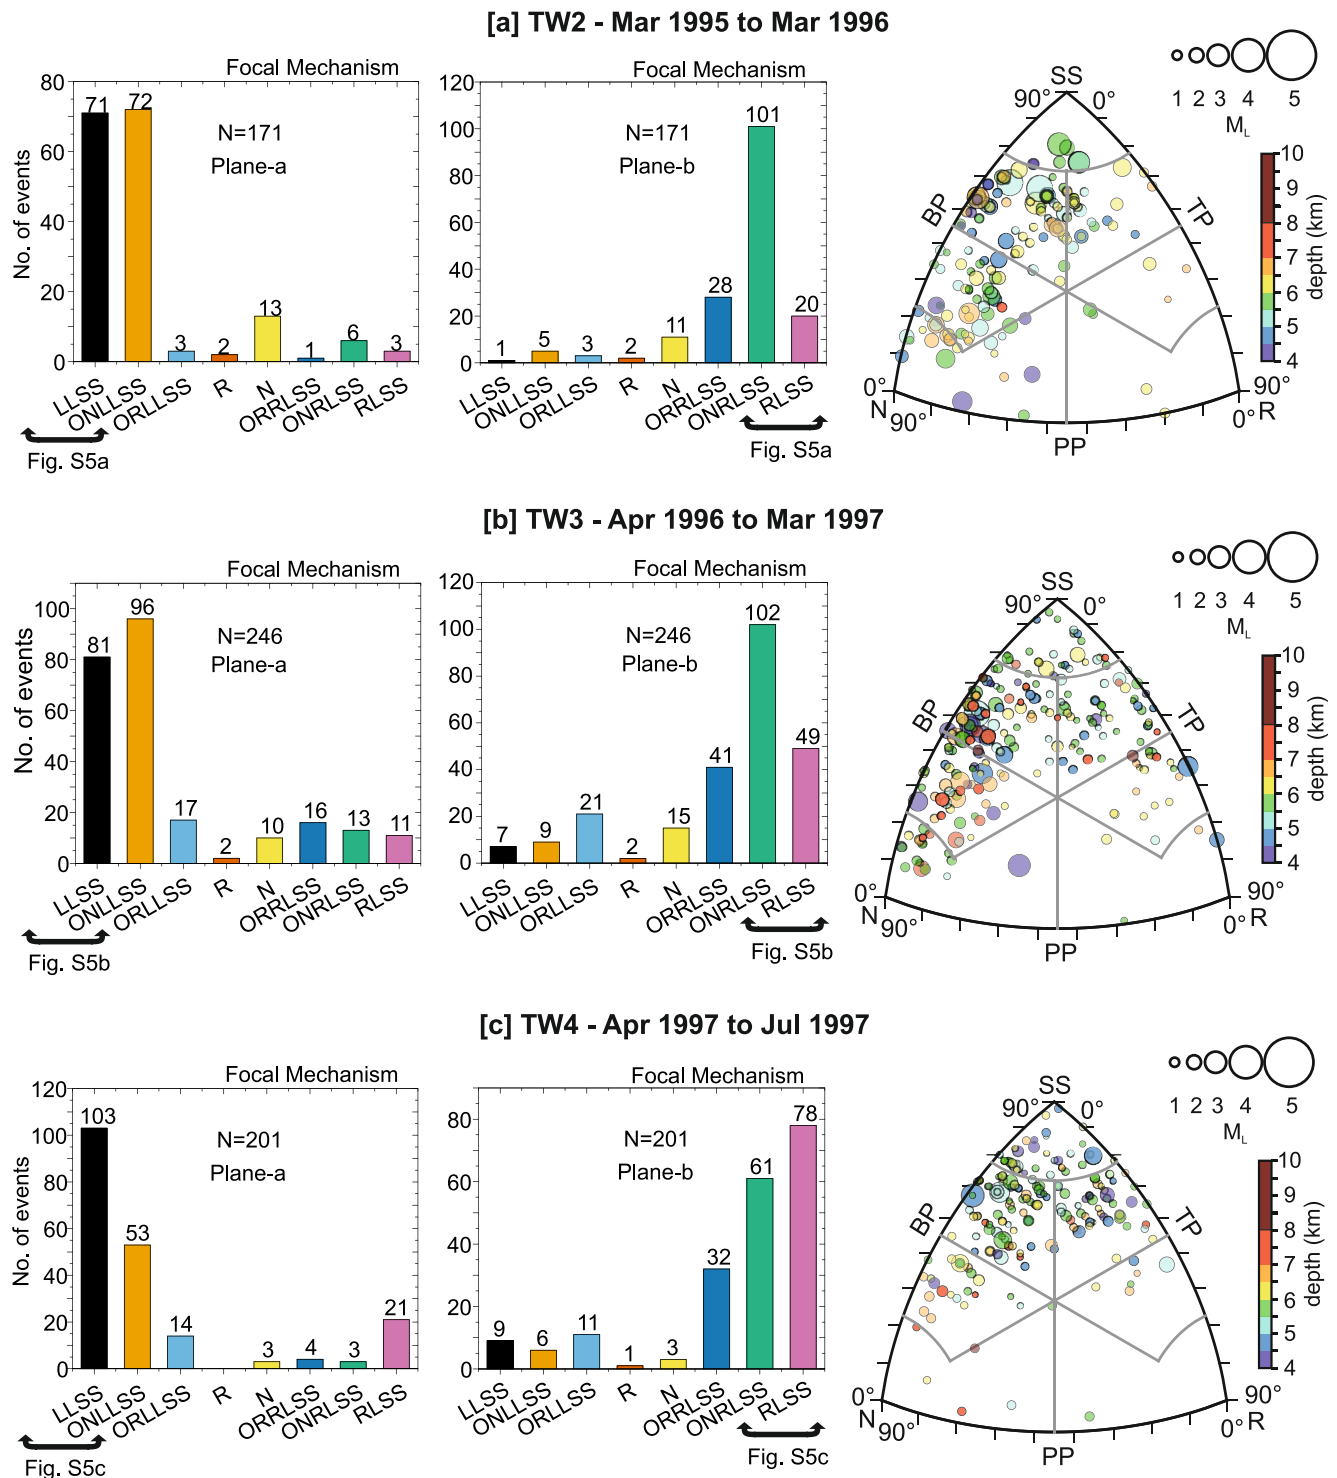 [a] TW2 - Mar 1995 to Mar 1996
Focal Mechanism
No. of events
80
70
60
50
40
30
20
10
0
71
72
3
2
13
1
6
3
N=171
Plane-a
LLSS
ONLLSS
ORLLSS
R
N
ORRLSS
ONRLSS
RLSS
Fig. S5a
Focal Mechanism
120
100
80
60
40
20
0
1
5
3
2
11
28
101
20
N=171
Plane-b
LLSS
ONLLSS
ORLLSS
R
N
ORRLSS
ONRLSS
RLSS
Fig. S5a
SS
90°
0°
BP
TP
0°
N
90°
PP
90°
0°
R
1 2 3 4 5
M_L
10
9
8
7
6
5
4
depth (km)
[b] TW3 - Apr 1996 to Mar 1997
Focal Mechanism
No. of events
100
80
60
40
20
0
81
96
17
2
10
16
13
11
N=246
Plane-a
LLSS
ONLLSS
ORLLSS
R
N
ORRLSS
ONRLSS
RLSS
Fig. S5b
Focal Mechanism
120
100
80
60
40
20
0
7
9
21
2
15
41
102
49
N=246
Plane-b
LLSS
ONLLSS
ORLLSS
R
N
ORRLSS
ONRLSS
RLSS
Fig. S5b
SS
90°
0°
BP
TP
0°
N
90°
PP
90°
0°
R
1 2 3 4 5
M_L
10
9
8
7
6
5
4
depth (km)
[c] TW4 - Apr 1997 to Jul 1997
Focal Mechanism
No. of events
120
100
80
60
40
20
0
103
53
14
3
4
3
21
N=201
Plane-a
LLSS
ONLLSS
ORLLSS
R
N
ORRLSS
ONRLSS
RLSS
Fig. S5c
Focal Mechanism
80
60
40
20
0
9
6
11
1
3
32
61
78
N=201
Plane-b
LLSS
ONLLSS
ORLLSS
R
N
ORRLSS
ONRLSS
RLSS
Fig. S5c
SS
90°
0°
BP
TP
0°
N
90°
PP
90°
0°
R
1 2 3 4 5
M_L
10
9
8
7
6
5
4
depth (km)